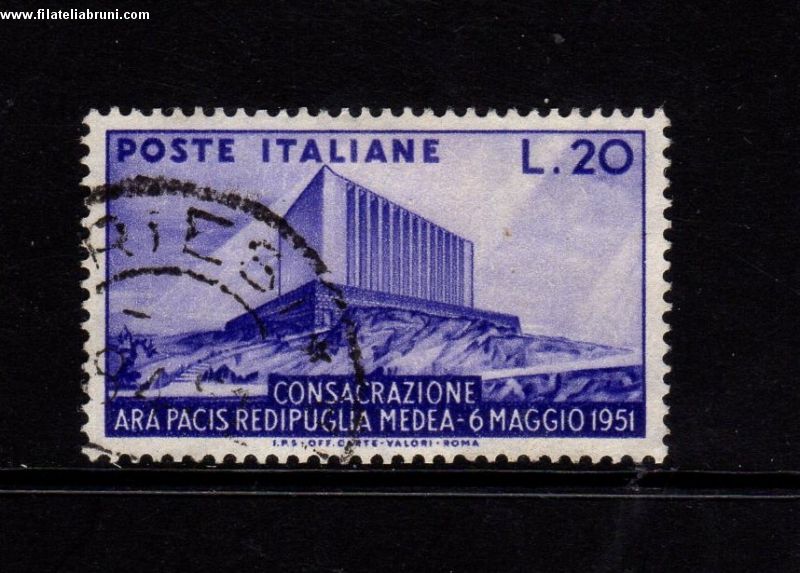 www.filateliabruni.com
POSTE ITALIANE L.20
CONSACRAZIONE
ARA PACIS REDIPUGLIA MEDEA-6 MAGGIO 1951
I.P.S. OFF. CARTE-VALORI-ROMA